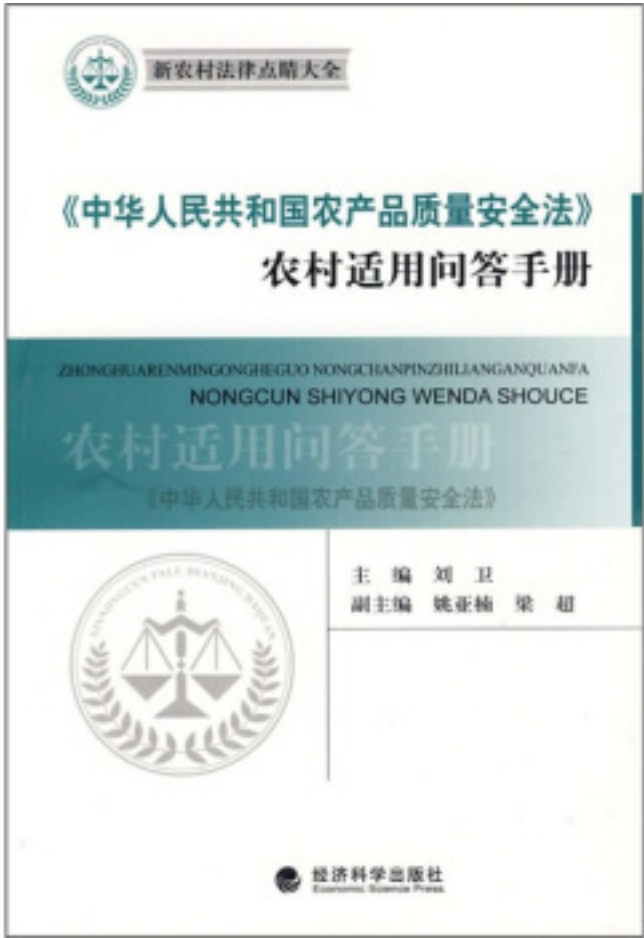 新农村法律点睛大全
《中华人民共和国农产品质量安全法》
农村适用问答手册
ZHONGHUARENMINGONGHEGUO NONGCHANPINZHILIANGANQUANFA
NONGCUN SHIYONG WENDA SHOUCE
农村适用问答手册
《中华人民共和国农产品质量安全法》
XINNONGCUN FALU DIANJING DAQUAN
主 编 刘 卫
副主编 姚亚楠 梁 超
经济科学出版社
Economic Science Press